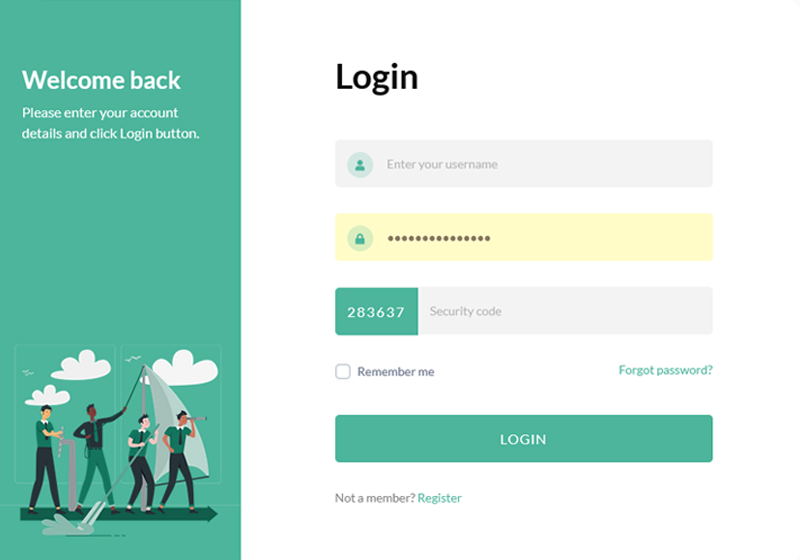 Welcome back
Please enter your account
details and click Login button.
Login
Enter your username
•••••••••••••••
283637 Security code
Remember me Forgot password?
LOGIN
Not a member? Register